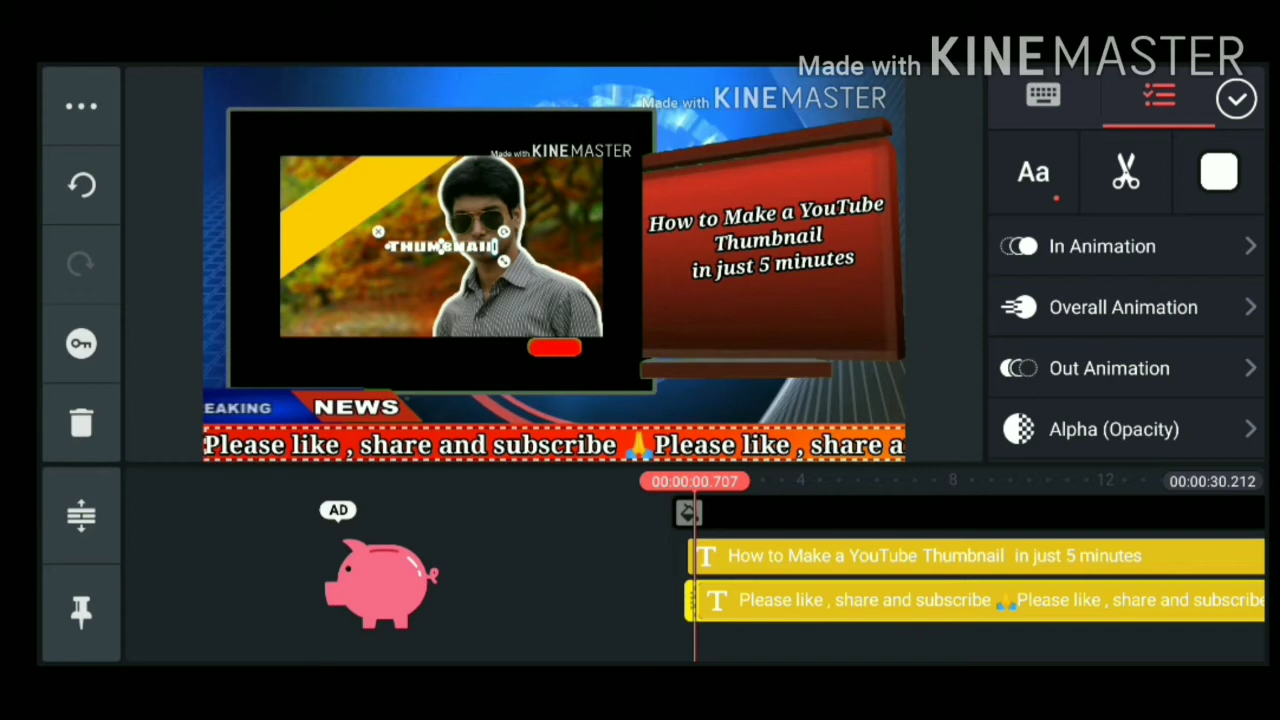 Made with KINEMASTER
Made with KINEMASTER
Made with KINEMASTER
THUMBNAIL
How to Make a YouTube
Thumbnail
in just 5 minutes
EAKING NEWS
Please like , share and subscribe 🙏Please like , share a
Aa
In Animation
Overall Animation
Out Animation
Alpha (Opacity)
00:00:00.707
4
8
12
00:00:30.212
AD
T How to Make a YouTube Thumbnail in just 5 minutes
T Please like , share and subscribe 🙏Please like , share and subscribe